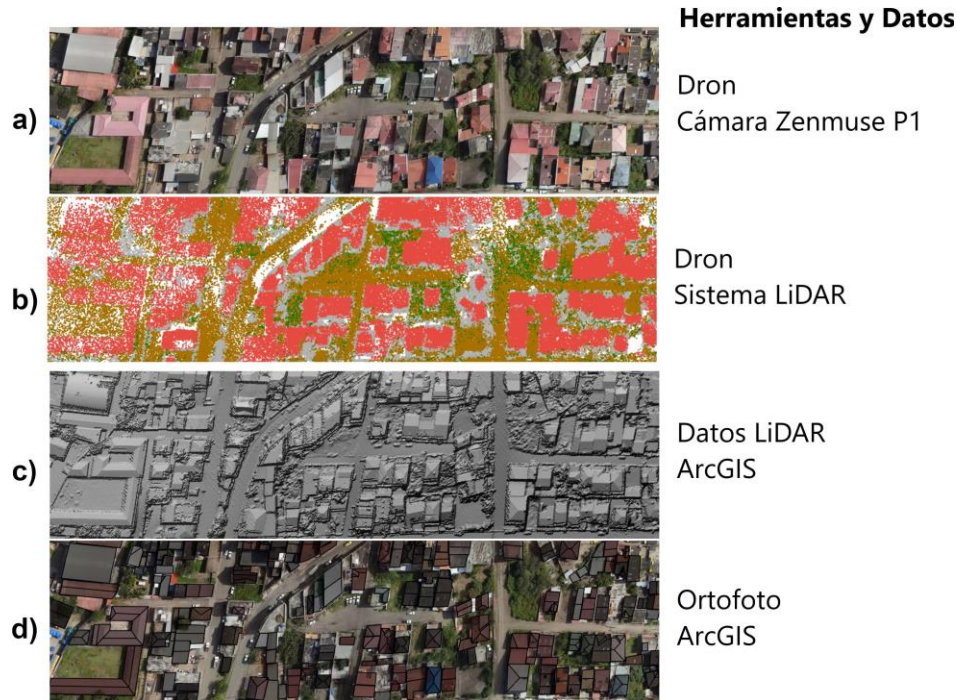 Herramientas y Datos
a)
Dron
Cámara Zenmuse P1
b)
Dron
Sistema LiDAR
c)
Datos LiDAR
ArcGIS
d)
Ortofoto
ArcGIS